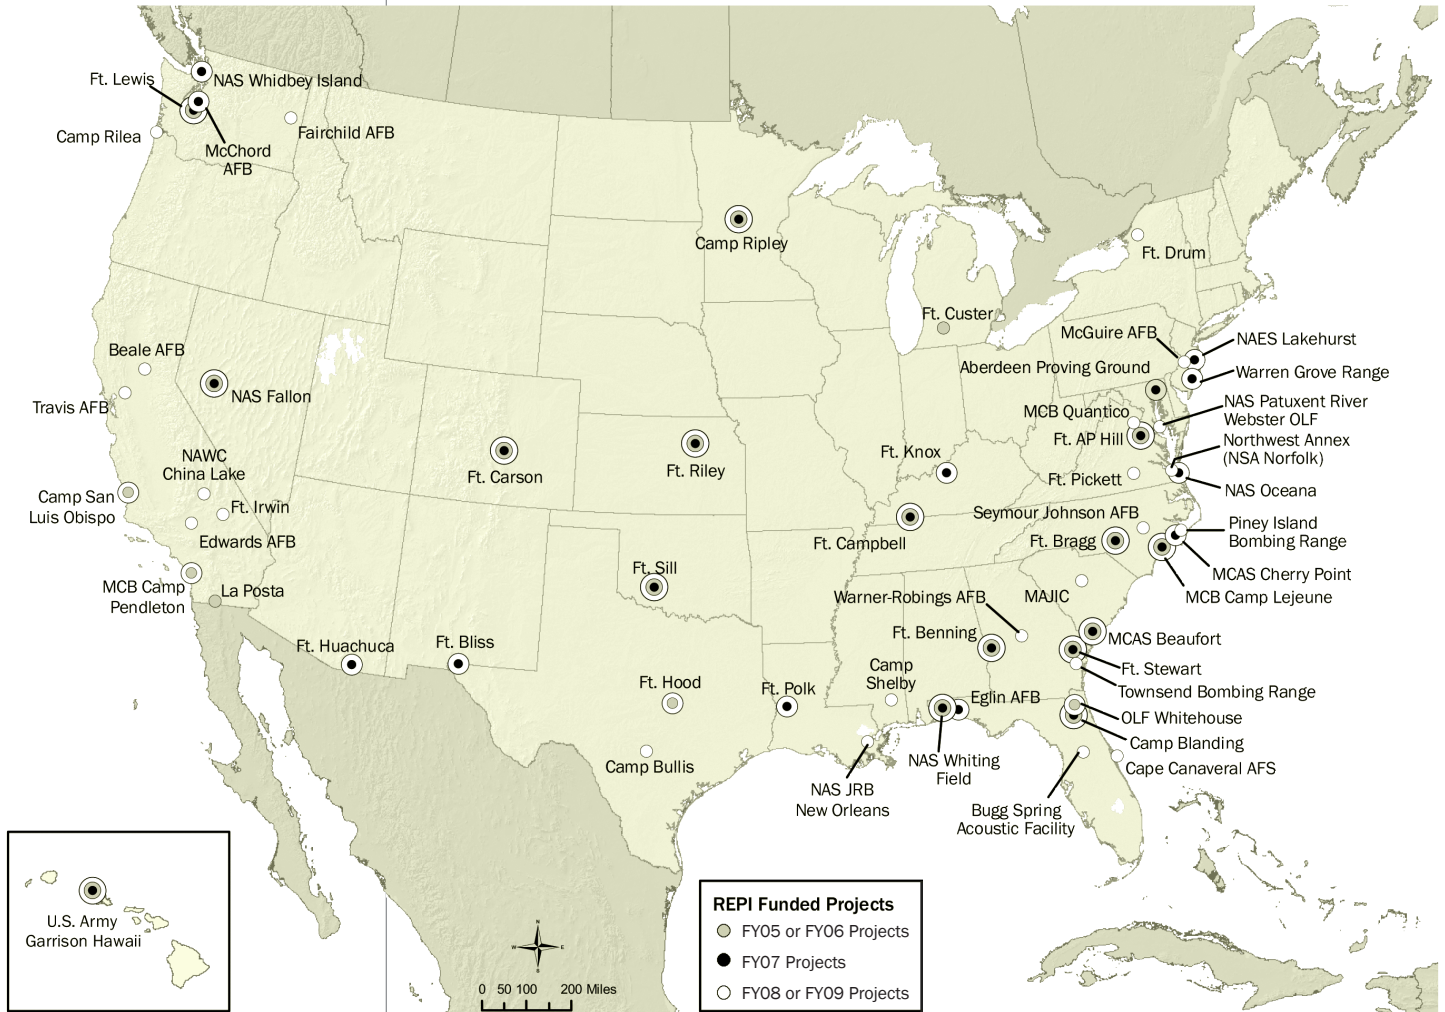 Ft. Lewis
NAS Whidbey Island
Camp Rilea
Fairchild AFB
McChord
AFB
Camp Ripley
Ft. Drum
Ft. Custer
McGuire AFB
NAES Lakehurst
Beale AFB
Aberdeen Proving Ground
Warren Grove Range
Travis AFB
NAS Fallon
MCB Quantico
NAS Patuxent River
Webster OLF
Ft. AP Hill
Northwest Annex
(NSA Norfolk)
NAWC
China Lake
Ft. Carson
Ft. Riley
Ft. Knox
Ft. Pickett
NAS Oceana
Camp San
Luis Obispo
Ft. Irwin
Edwards AFB
Seymour Johnson AFB
Piney Island
Bombing Range
Ft. Campbell
Ft. Bragg
MCAS Cherry Point
MCB Camp
Pendleton
La Posta
Ft. Sill
Warner-Robings AFB
MAJIC
MCB Camp Lejeune
Ft. Huachuca
Ft. Bliss
Ft. Benning
MCAS Beaufort
Ft. Hood
Ft. Polk
Camp
Shelby
Eglin AFB
Ft. Stewart
Townsend Bombing Range
OLF Whitehouse
Camp Blanding
Camp Bullis
NAS JRB
New Orleans
NAS Whiting
Field
Cape Canaveral AFS
Bugg Spring
Acoustic Facility
U.S. Army
Garrison Hawaii
N
W E
S
0 50 100 200 Miles
REPI Funded Projects
FY05 or FY06 Projects
FY07 Projects
FY08 or FY09 Projects